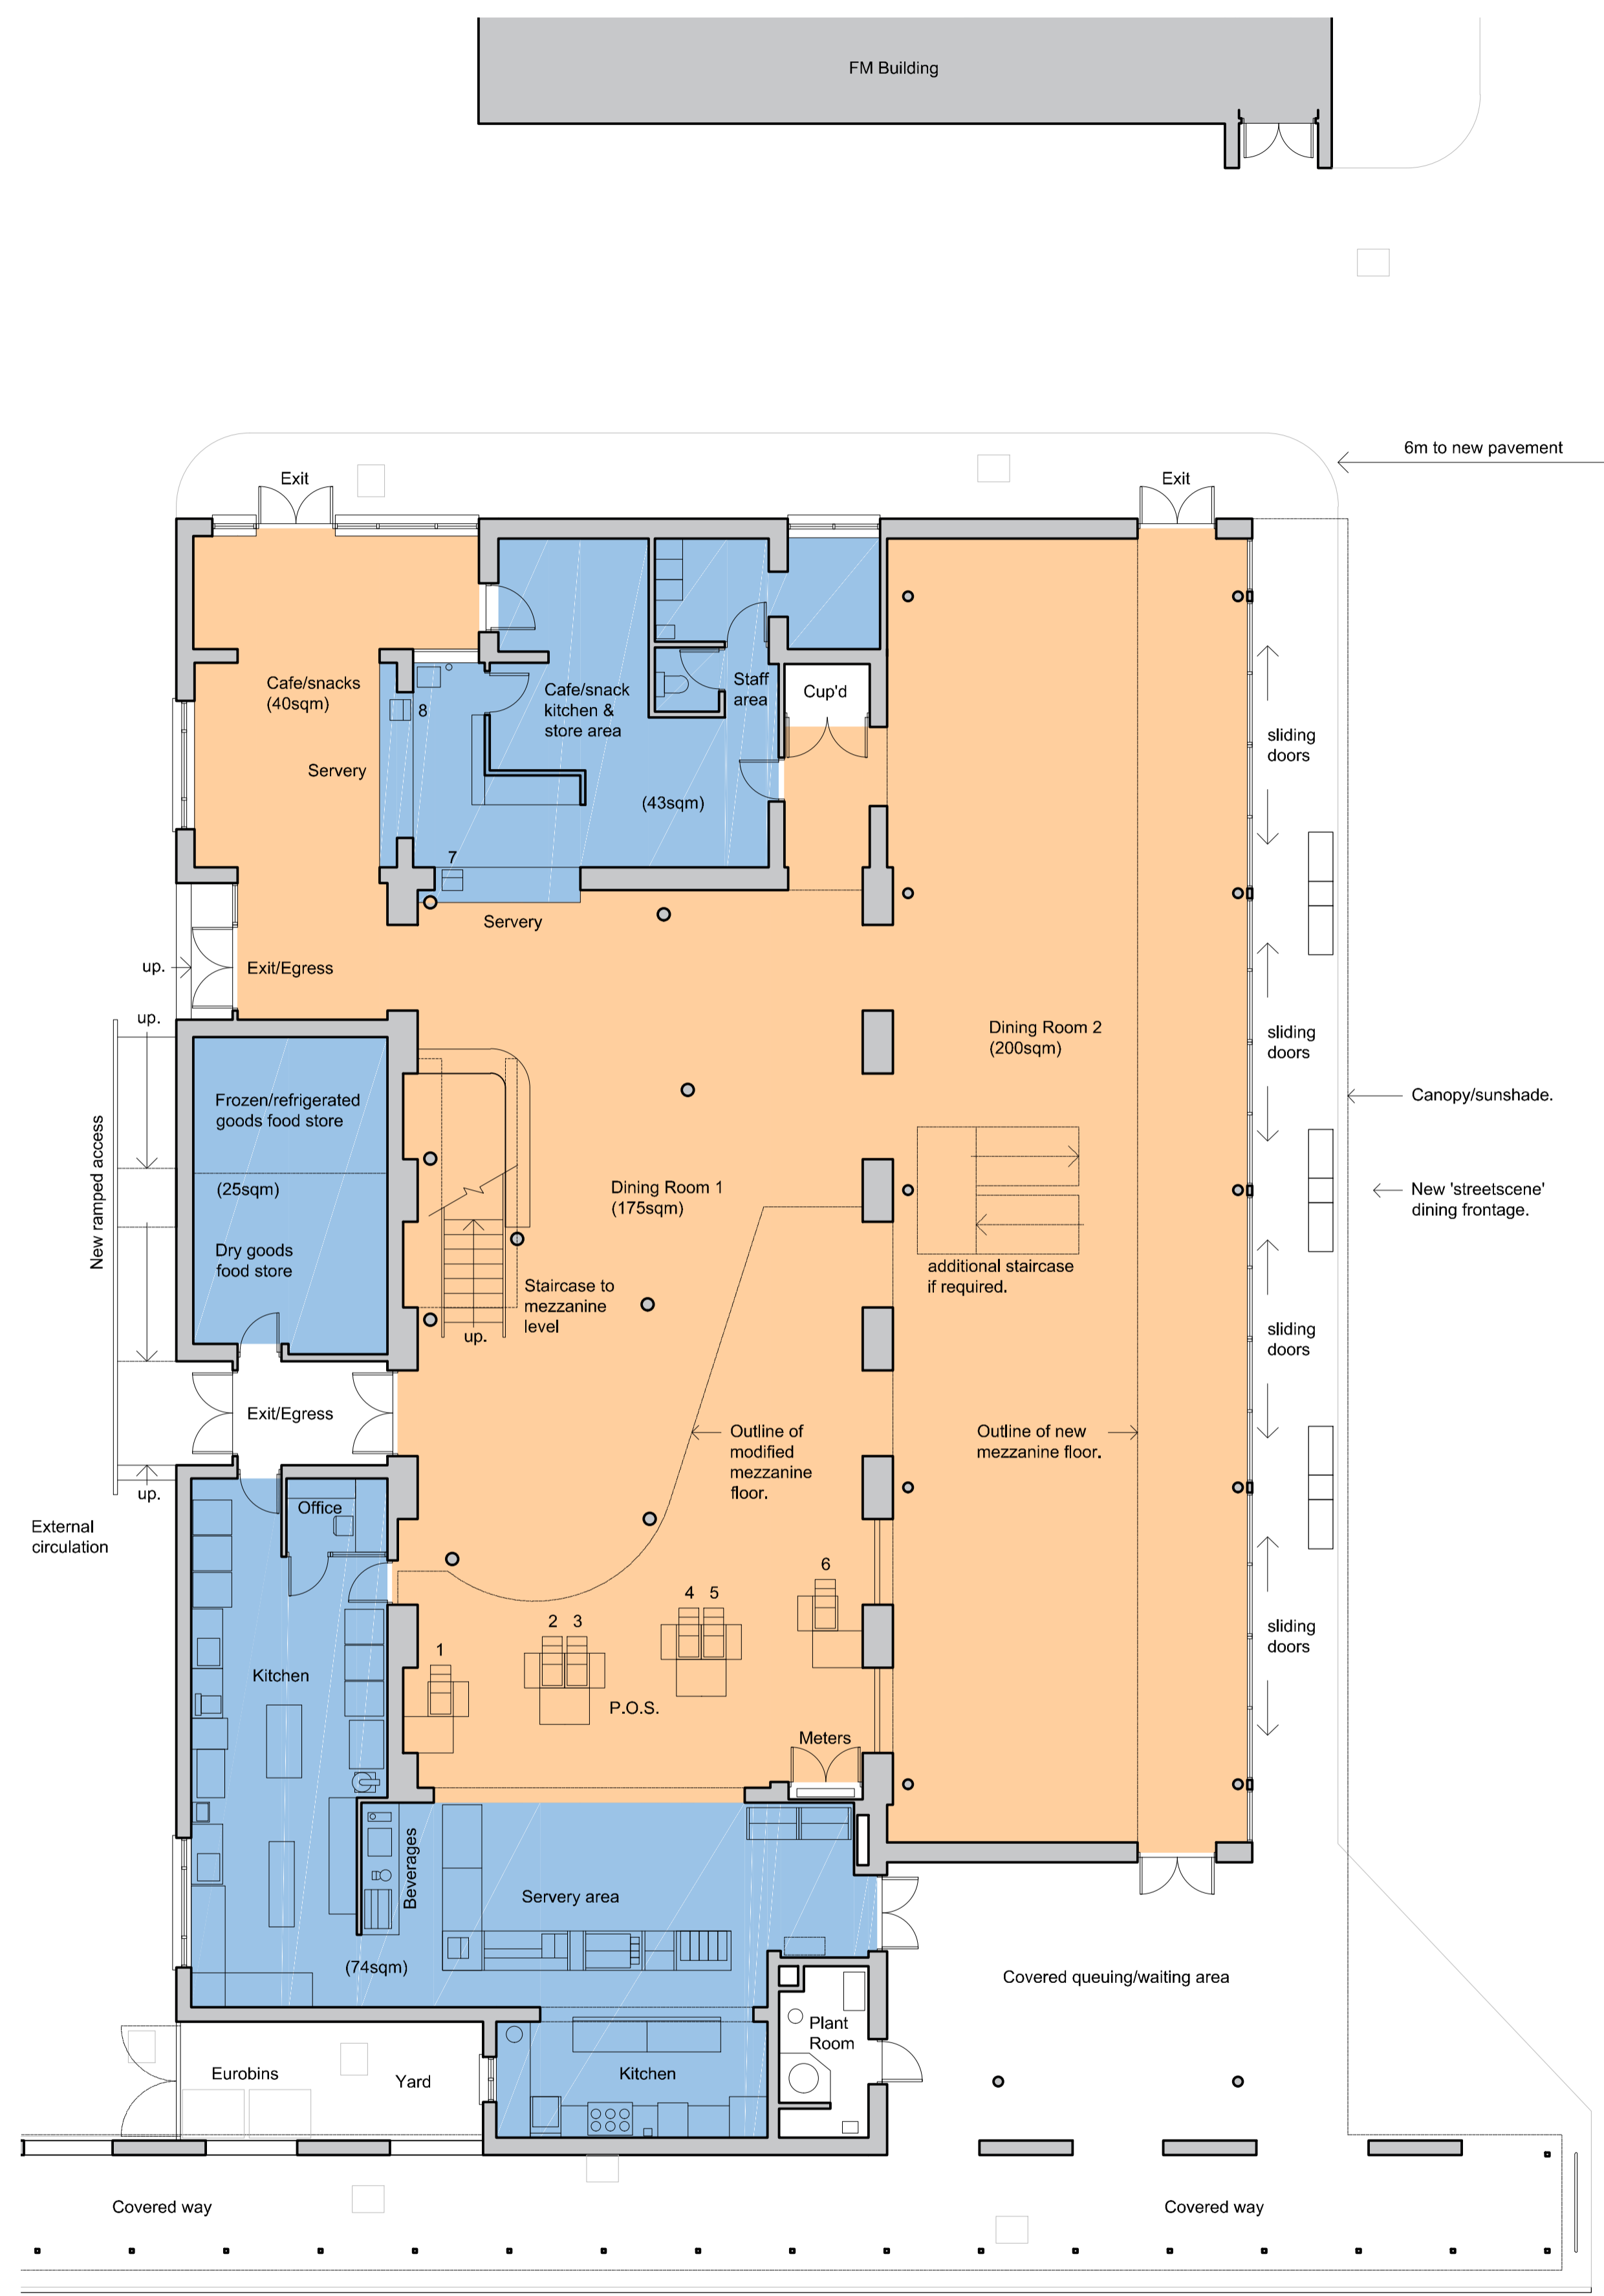 FM Building
6m to new pavement
Exit
Exit
Cafe/snacks
(40sqm)
8
Cafe/snack
kitchen &
store area
Staff
area
Cup'd
sliding
doors
Servery
(43sqm)
7
Servery
up.
Exit/Egress
up.
Dining Room 2
(200sqm)
sliding
doors
Canopy/sunshade.
Frozen/refrigerated
goods food store
New ramped access
(25sqm)
Dining Room 1
(175sqm)
New 'streetscene'
dining frontage.
Dry goods
food store
Staircase to
mezzanine
level
up.
additional staircase
if required.
sliding
doors
Exit/Egress
Outline of
modified
mezzanine
floor.
Outline of new
mezzanine floor.
up.
Office
External
circulation
6
4
5
2
3
1
sliding
doors
Kitchen
P.O.S.
Meters
Beverages
Servery area
(74sqm)
Covered queuing/waiting area
Plant
Room
Eurobins
Yard
Kitchen
Covered way
Covered way